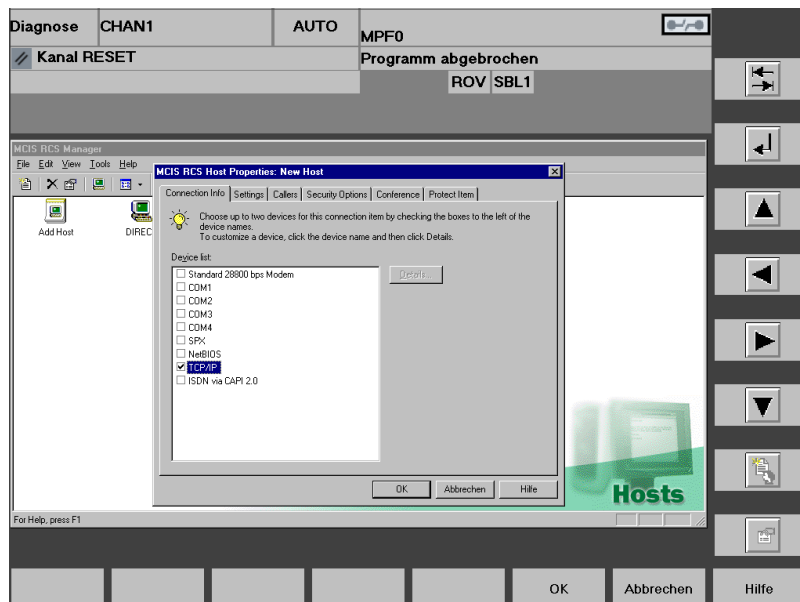 Diagnose CHAN1 AUTO MPF0
Kanal RESET Programm abgebrochen
ROV SBL1
MCIS RCS Manager
File Edit View Tools Help
MCIS RCS Host Properties: New Host
Connection Info Settings Callers Security Options Conference Protect Item
Choose up to two devices for this connection item by checking the boxes to the left of the
device names.
To customize a device, click the device name and then click Details.
Add Host DIREC
Device list:
Details...
Standard 28800 bps Modem
COM1
COM2
COM3
COM4
SPX
NetBIOS
TCP/IP
ISDN via CAPI 2.0
OK Abbrechen Hilfe
Hosts
For Help, press F1
OK Abbrechen Hilfe